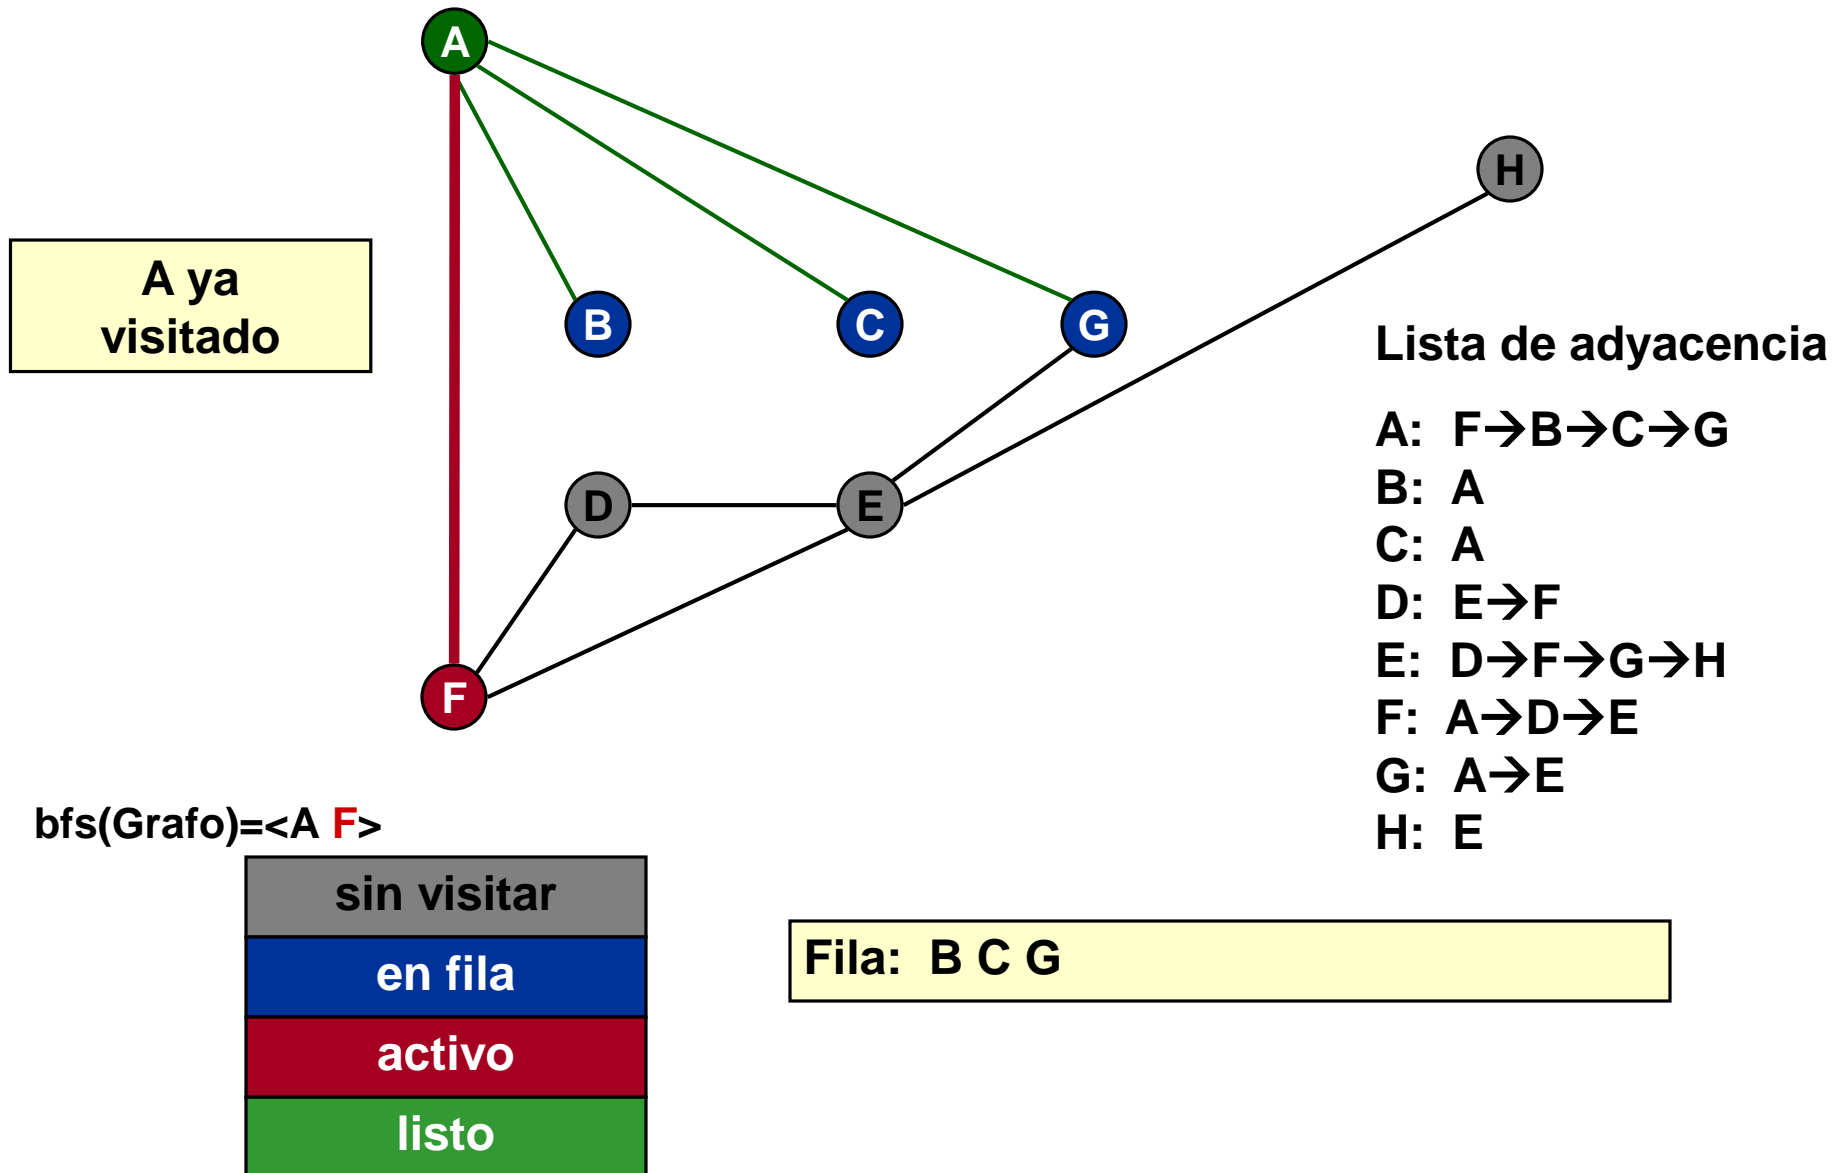 A
H
A ya
visitado
B
C
G
Lista de adyacencia
A: F→B→C→G
B: A
C: A
D: E→F
E: D→F→G→H
F: A→D→E
G: A→E
H: E
D
E
F
bfs(Grafo)=<A F>
sin visitar
en fila
activo
listo
Fila: B C G